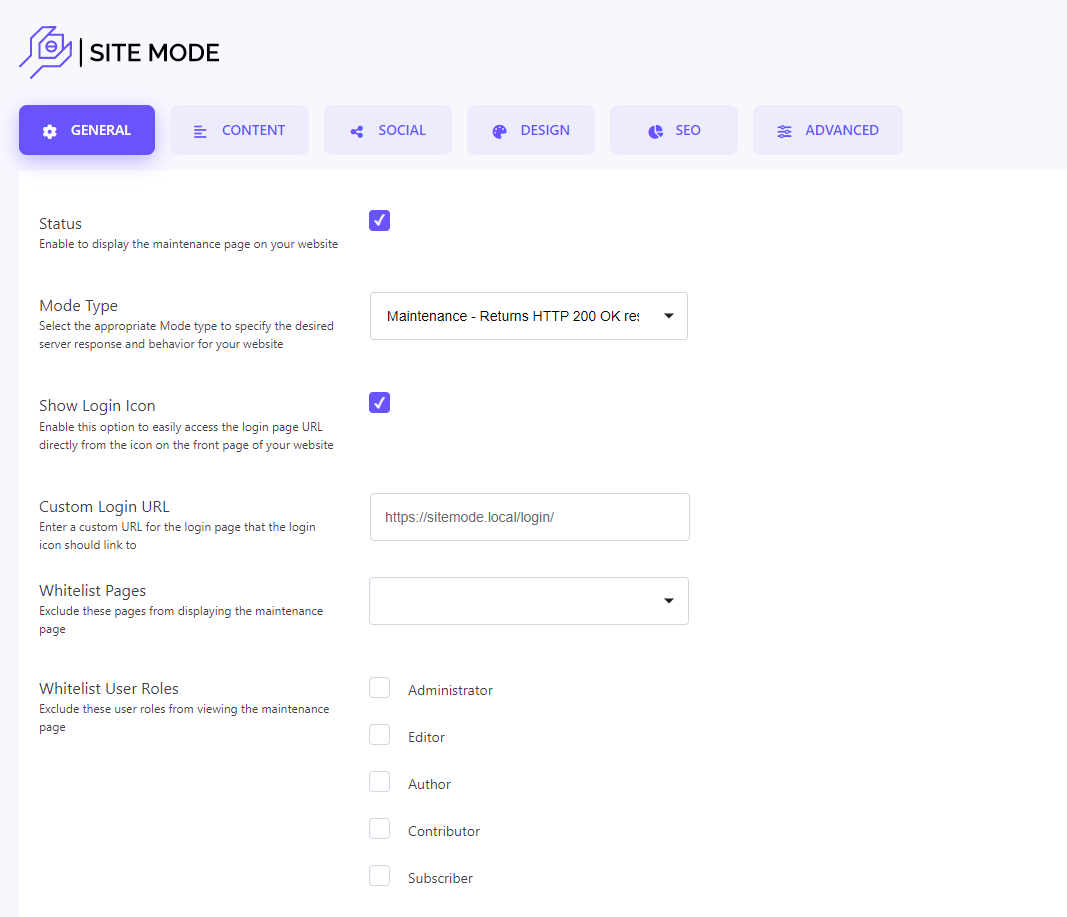 | SITE MODE
GENERAL
CONTENT
SOCIAL
DESIGN
SEO
ADVANCED
Status
Enable to display the maintenance page on your website
Mode Type
Select the appropriate Mode type to specify the desired
server response and behavior for your website
Maintenance - Returns HTTP 200 OK res
Show Login Icon
Enable this option to easily access the login page URL
directly from the icon on the front page of your website
Custom Login URL
Enter a custom URL for the login page that the login
icon should link to
https://sitemode.local/login/
Whitelist Pages
Exclude these pages from displaying the maintenance
page
Whitelist User Roles
Exclude these user roles from viewing the maintenance
page
Administrator
Editor
Author
Contributor
Subscriber